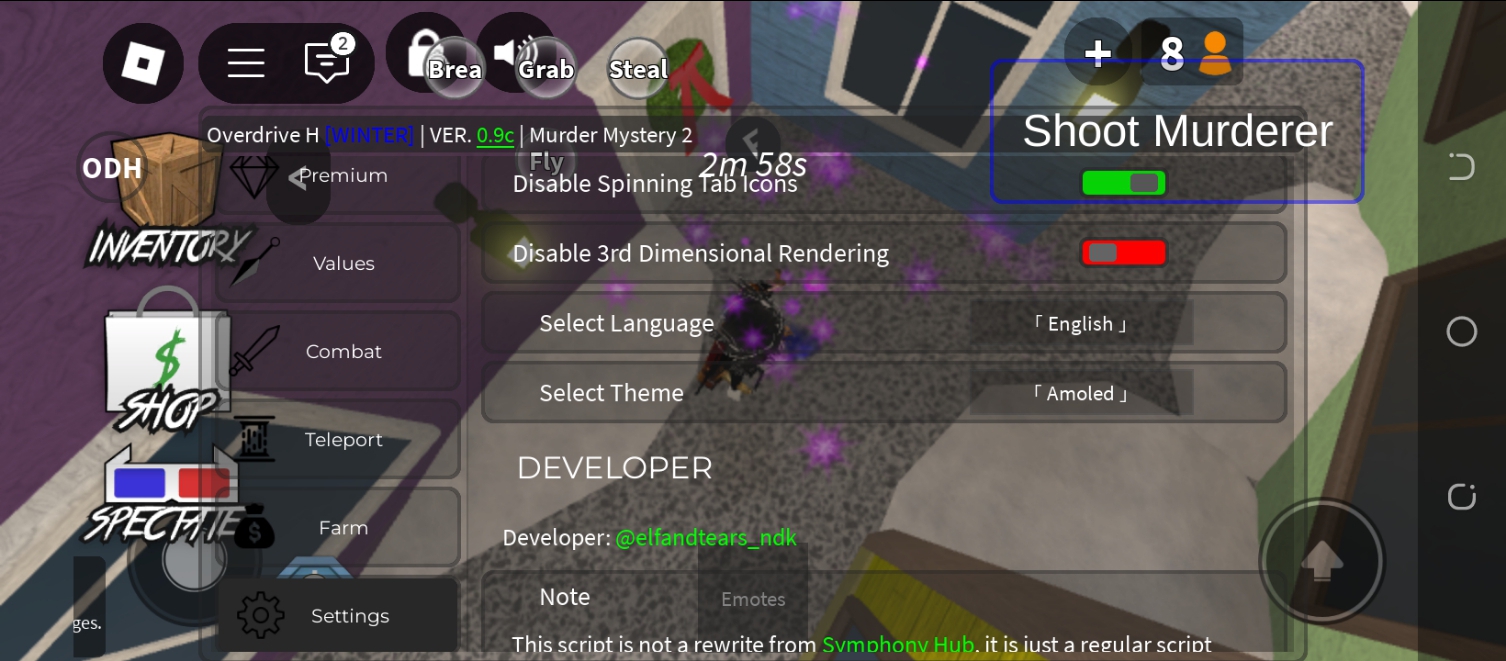 2
Brea
Grab
Steal
8
Overdrive H [WINTER] | VER. 0.9c | Murder Mystery 2
Shoot Murderer
ODH
Fly
F
2m 58s
Premium
Disable Spinning Tab Icons
INVENTORY
Values
Disable 3rd Dimensional Rendering
Select Language
「 English 」
Combat
$
SHOP
Select Theme
「 Amoled 」
Teleport
DEVELOPER
SPECTATE
$
Farm
Developer: @elfandtears_ndk
Note
Emotes
Settings
ges.
This script is not a rewrite from Symphony Hub, it is just a regular script